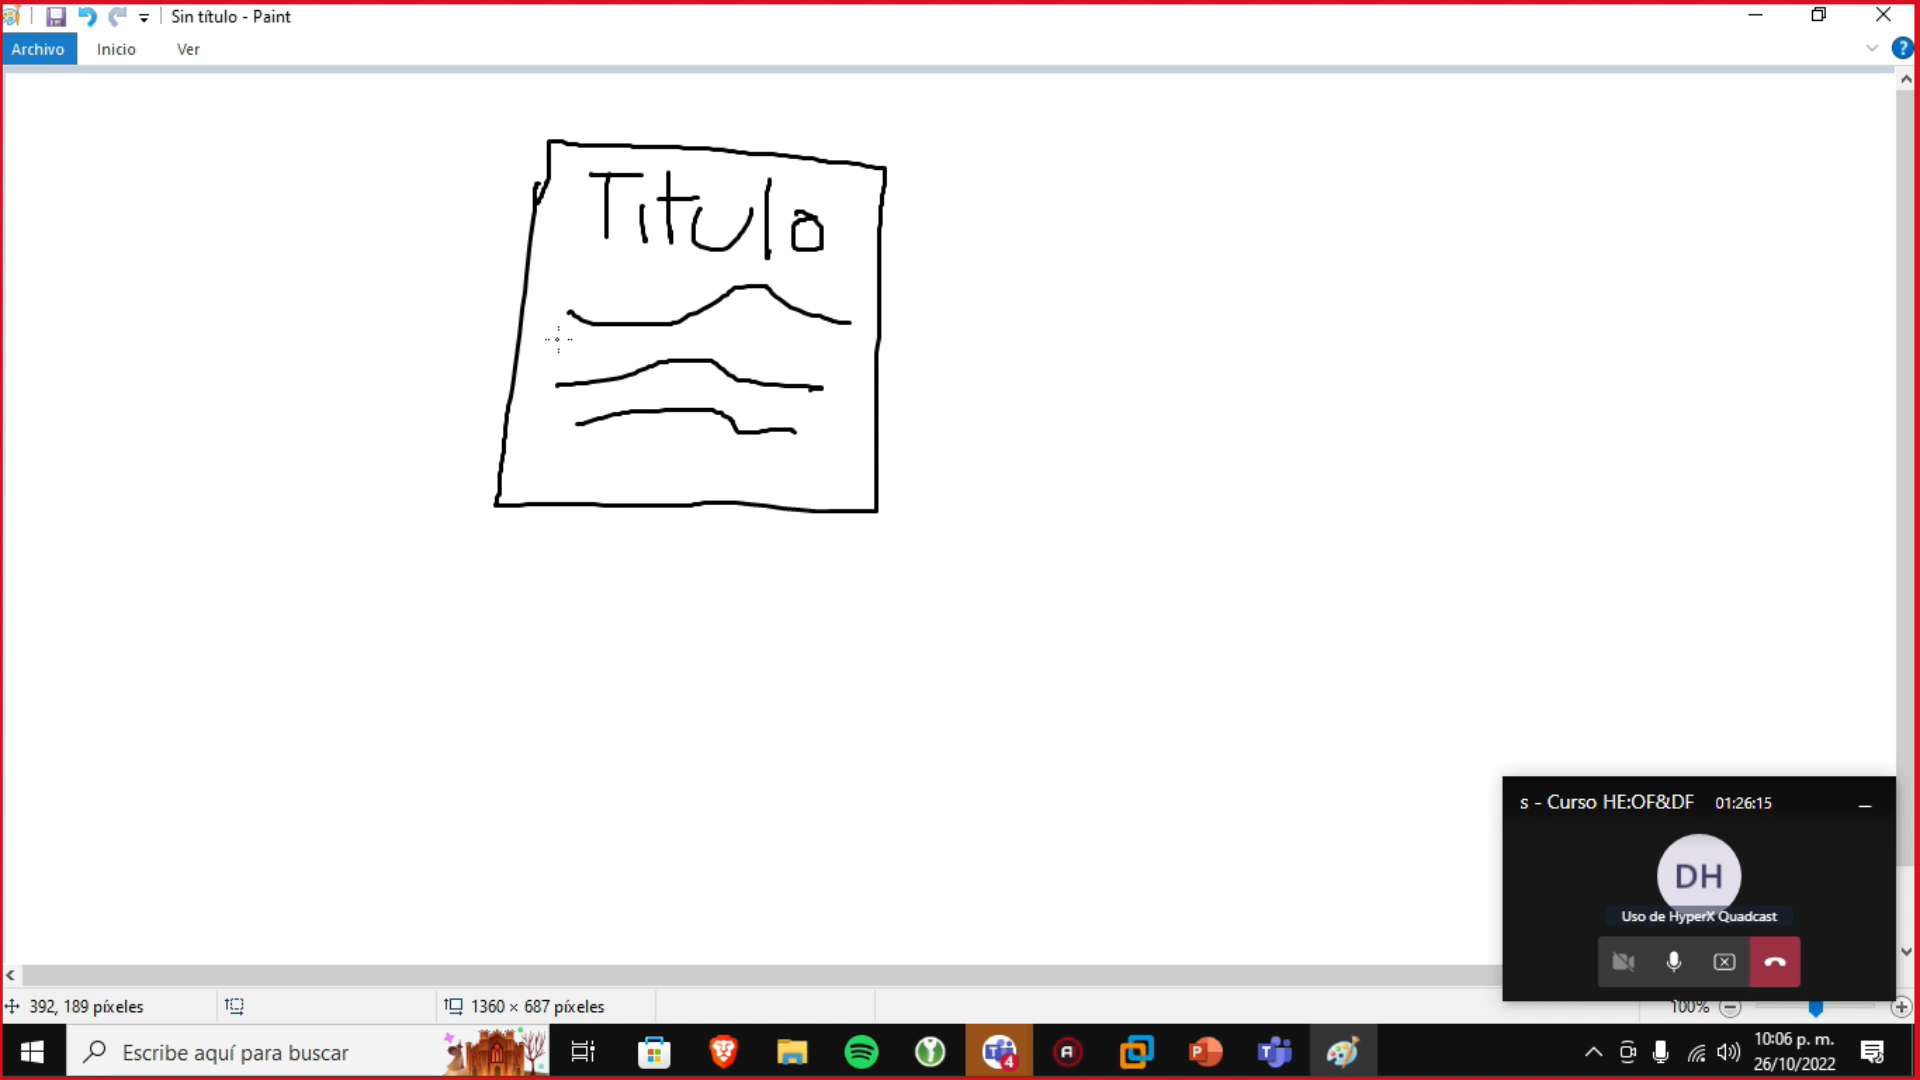 Sin título - Paint
Archivo Inicio Ver
Titulo
s - Curso HE:OF&DF 01:26:15
DH
Uso de HyperX Quadcast
392, 189 píxeles 1360 × 687 píxeles 100%
Escribe aquí para buscar
4
10:06 p. m.
26/10/2022